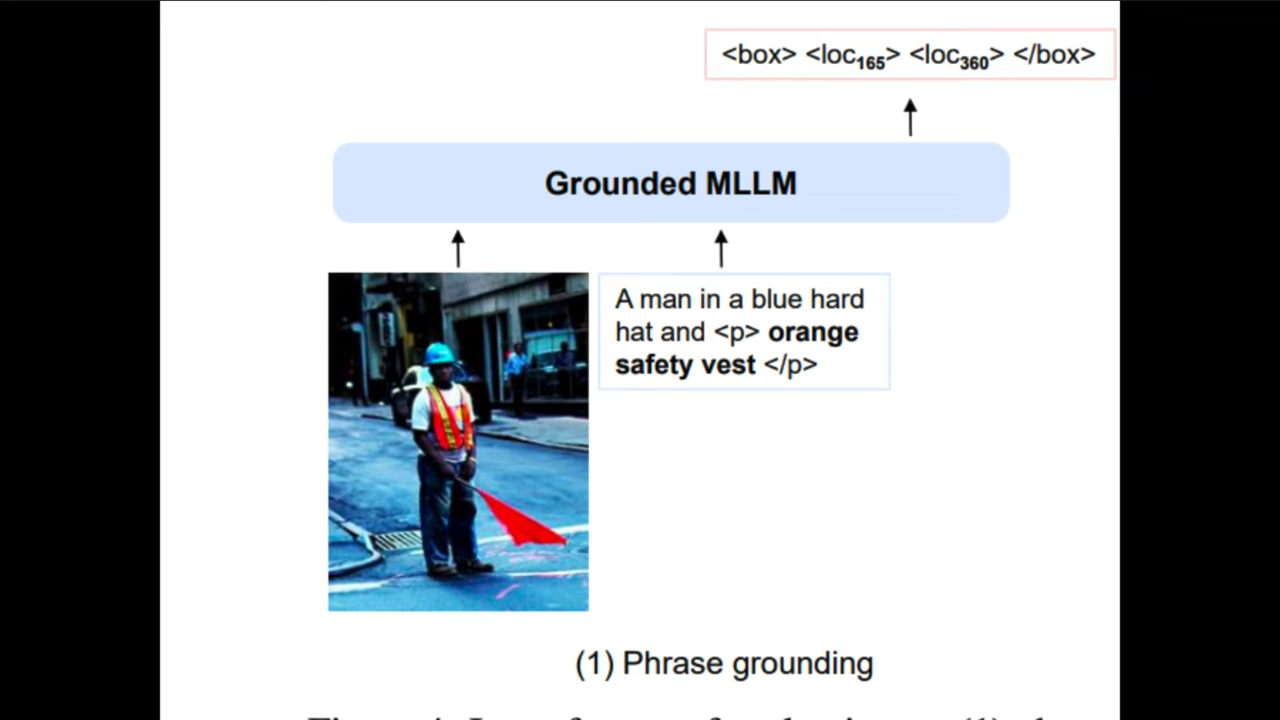 <box> <loc165> <loc360> </box>
Grounded MLLM
A man in a blue hard
hat and <p> orange
safety vest </p>
(1) Phrase grounding